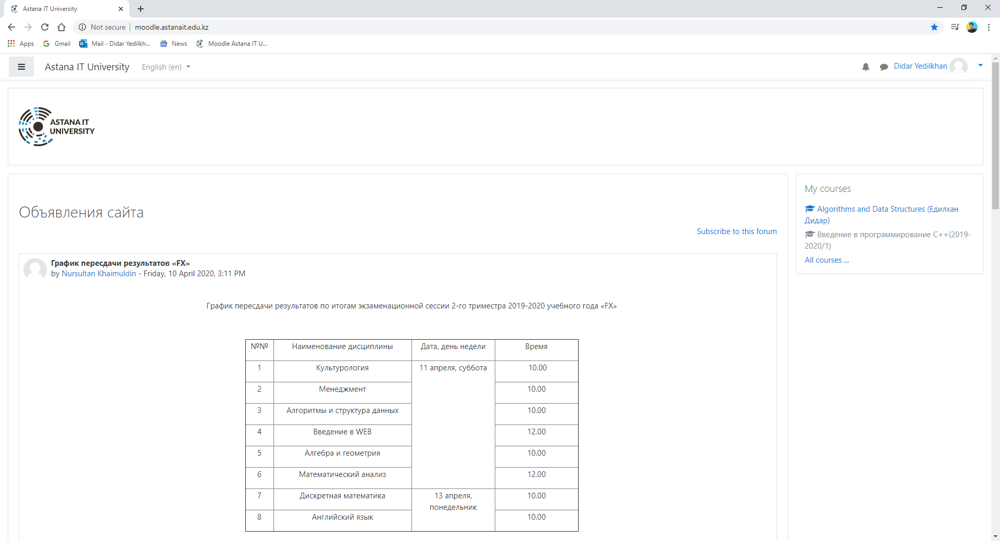 Astana IT University
Not secure
moodle.astanait.edu.kz
Apps
Gmail
Mail - Didar Yedilkh...
News
Moodle Astana IT U...
Astana IT University
English (en)
Didar Yedilkhan
ASTANA IT
UNIVERSITY
Объявления сайта
Subscribe to this forum
График пересдачи результатов «FX»
by Nursultan Khaimuldin - Friday, 10 April 2020, 3:11 PM
График пересдачи результатов по итогам экзаменационной сессии 2-го триместра 2019-2020 учебного года «FX»
№№ Наименование дисциплины Дата, день недели Время
1 Культурология 11 апреля, суббота 10.00
2 Менеджмент 10.00
3 Алгоритмы и структура данных 10.00
4 Введение в WEB 12.00
5 Алгебра и геометрия 10.00
6 Математический анализ 12.00
7 Дискретная математика 13 апреля, 10.00
понедельник
8 Английский язык 10.00
My courses
Algorithms and Data Structures (Едилхан
Дидар)
Введение в программирование C++(2019-
2020/1)
All courses ...